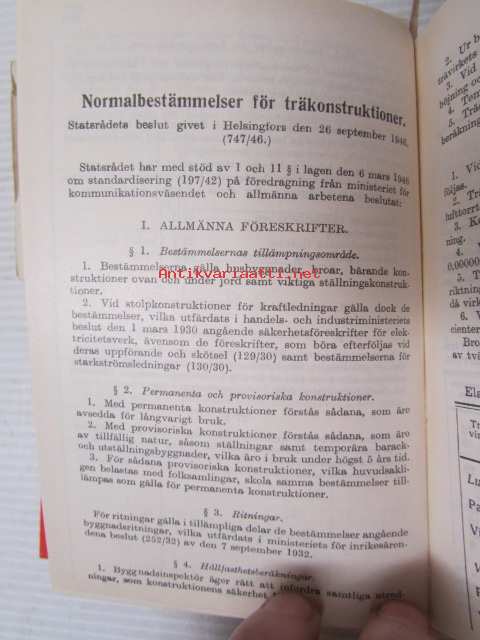 Normalbestämmelser för träkonstruktioner.
Statsrådets beslut givet i Helsingfors den 26 september 1946.
(747/46.)
Statsrådet har med stöd av 1 och 11 § i lagen den 6 mars 1946
om standardisering (197/42) på föredragning från ministeriet för
kommunikationsväsendet och allmänna arbetena beslutat:
I. ALLMÄNNA FÖRESKRIFTER.
§ 1. Bestämmelsernas tillämpningsområde.
Antikvariaatti.net
1. Bestämmelserna gälla husbyggnader, broar, bärande kon-
struktioner ovan och under jord samt viktiga ställningskonstruk-
tioner.
2. Vid stolpkonstruktioner för kraftledningar gälla dock de
bestämmelser, vilka utfärdats i handels- och industriministeriets
beslut den 1 mars 1930 angående säkerhetsföreskrifter för elek-
tricitetsverk, ävensom de föreskrifter, som böra efterföljas vid
deras uppförande och skötsel (129/30) samt bestämmelserna för
starkströmsledningar (130/30).
§ 2. Permanenta och provisoriska konstruktioner.
1. Med permanenta konstruktioner förstås sådana, som äro
avsedda för långvarigt bruk.
2. Med provisoriska konstruktioner förstås sådana, som äro
av tillfällig natur, såsom ställningar samt temporära barack-
och utställningsbyggnader, vilka äro i bruk under högst 5 års tid.
3. För sådana provisoriska konstruktioner, vilka huvudsakli-
gen belastas med folksamlingar, skola samma bestämmelser till-
lämpas som gälla för permanenta konstruktioner.
§ 3. Ritningar.
För ritningar gälla i tillämpliga delar de bestämmelser angående
byggnadsritningar, vilka utfärdats i ministeriets för inrikesären-
dena beslut (252/32) av den 7 september 1932.
§ 4. Hållfasthetsberäkningar.
1. Byggnadsinspektör äger rätt att infordra samtliga utred-
ningar, som konstruktionens säkerhet